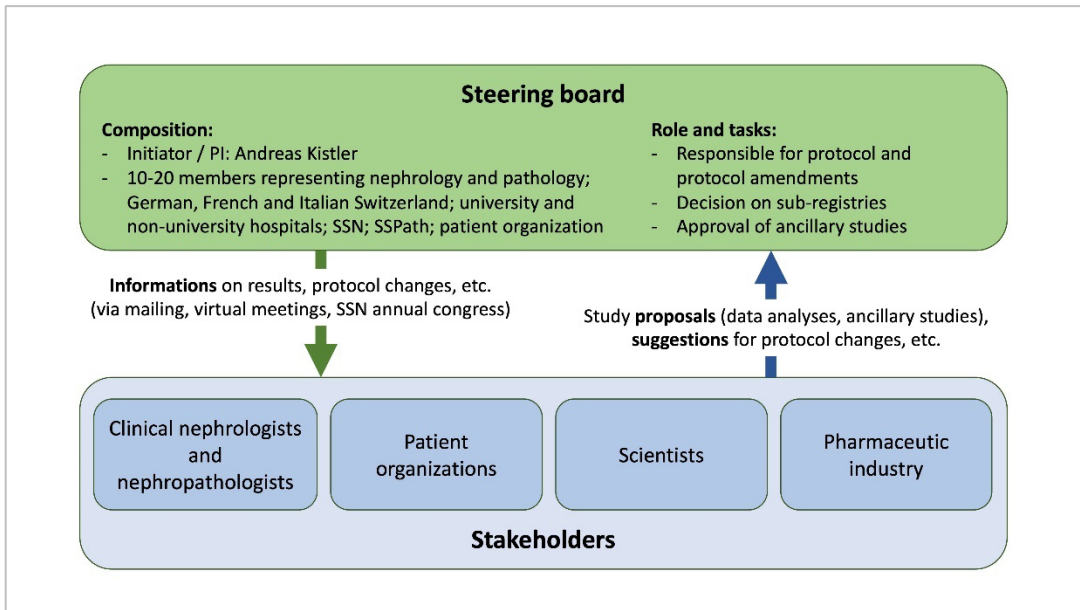 Steering board
Composition:
- Initiator / PI: Andreas Kistler
- 10-20 members representing nephrology and pathology;
German, French and Italian Switzerland; university and
non-university hospitals; SSN; SSPath; patient organization
Role and tasks:
- Responsible for protocol and
protocol amendments
- Decision on sub-registries
- Approval of ancillary studies
Informations on results, protocol changes, etc.
(via mailing, virtual meetings, SSN annual congress)
Study proposals (data analyses, ancillary studies),
suggestions for protocol changes, etc.
Clinical nephrologists
and
nephropathologists
Patient
organizations
Scientists
Pharmaceutic
industry
Stakeholders